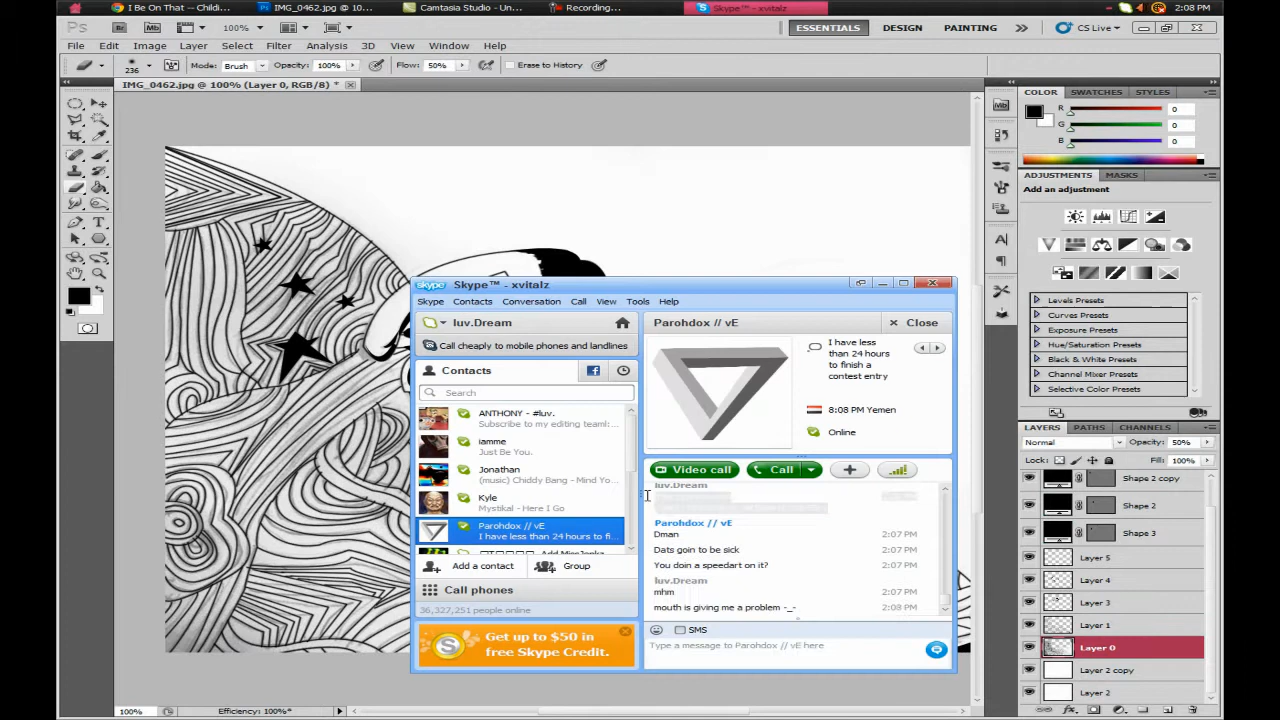 I Be On That -- Childi...
IMG_0462.jpg @ 10...
Camtasia Studio - Un...
Recording...
Skype™ - xvitalz
2:08 PM
Ps
Br
Mb
100%
ESSENTIALS
DESIGN
PAINTING
CS Live
File Edit Image Layer Select Filter Analysis 3D View Window Help
236
Mode: Brush
Opacity: 100%
Flow: 50%
Erase to History
IMG_0462.jpg @ 100% (Layer 0, RGB/8) *
COLOR SWATCHES STYLES
R 0
G 0
B 0
ADJUSTMENTS MASKS
Add an adjustment
Levels Presets
Curves Presets
Exposure Presets
Hue/Saturation Presets
Black & White Presets
Channel Mixer Presets
Selective Color Presets
LAYERS PATHS CHANNELS
Normal
Opacity: 50%
Lock:
Fill: 100%
Shape 2 copy
Shape 2
Shape 3
Layer 5
Layer 4
Layer 3
Layer 1
Layer 0
Layer 2 copy
Layer 2
skype Skype™ - xvitalz
Skype Contacts Conversation Call View Tools Help
luv.Dream
Call cheaply to mobile phones and landlines
Contacts
Search
ANTHONY - #luv.
Subscribe to my editing teaml:...
iamme
Just Be You.
Jonathan
(music) Chiddy Bang - Mind Yo...
Kyle
Mystikal - Here I Go
Parohdox // vE
I have less than 24 hours to fi...
Add a contact
Group
Call phones
36,327,251 people online
Get up to $50 in
free Skype Credit.
Parohdox // vE
Close
I have less
than 24 hours
to finish a
contest entry
8:08 PM Yemen
Online
Video call
Call
luv.Dream
Parohdox // vE
Dman 2:07 PM
Dats goin to be sick 2:07 PM
You doin a speedart on it? 2:07 PM
luv.Dream
mhm 2:07 PM
mouth is giving me a problem -_- 2:08 PM
SMS
Type a message to Parohdox // vE here
100%
Efficiency: 100%*